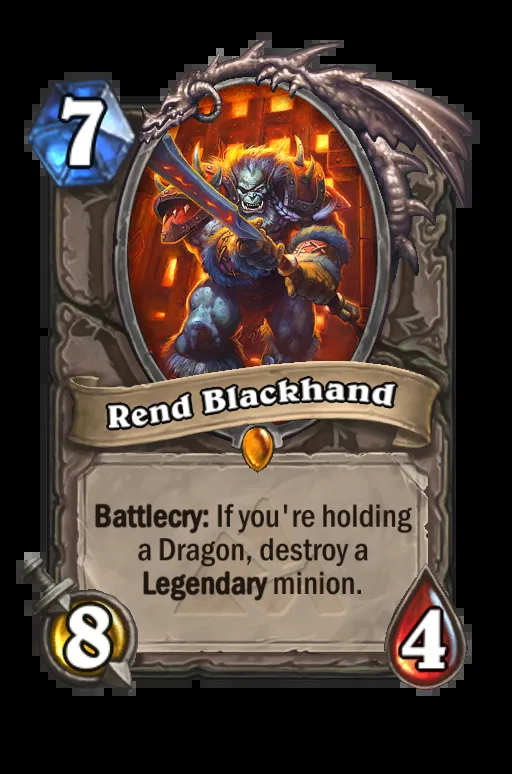 7
Rend Blackhand
Battlecry: If you're holding
a Dragon, destroy a
Legendary minion.
8
4